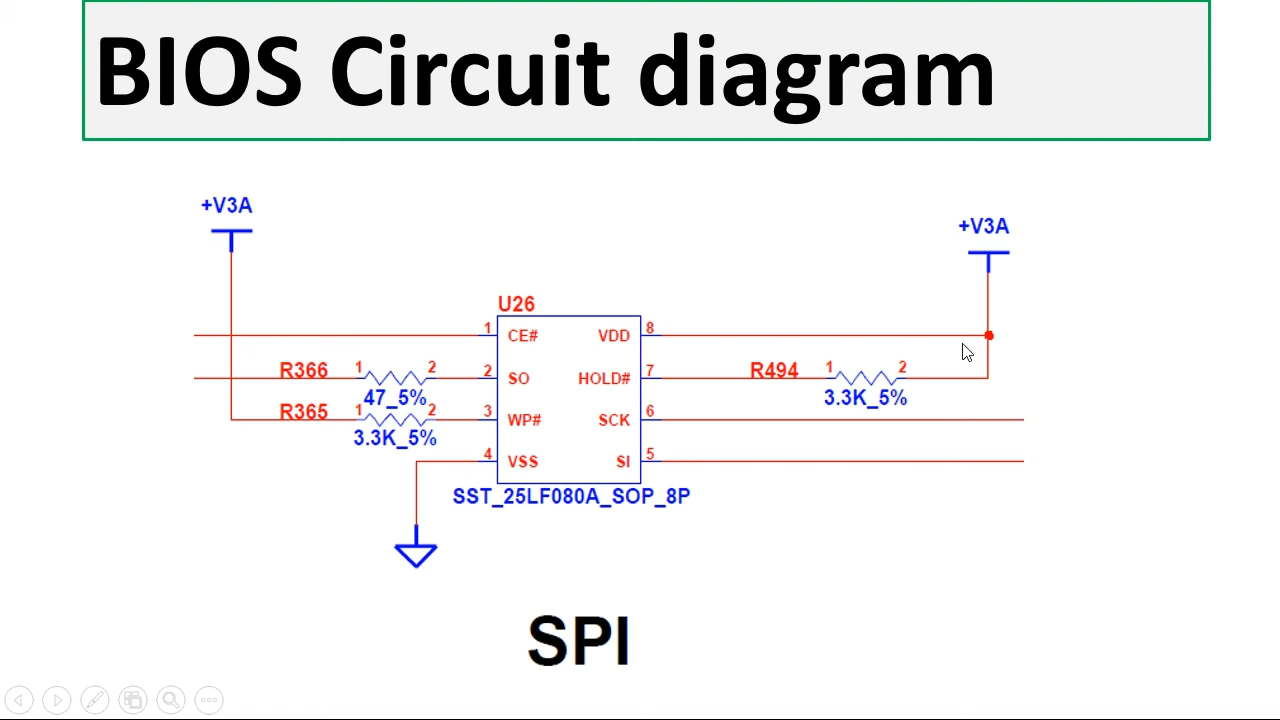 BIOS Circuit diagram
+V3A
+V3A
U26
1 CE# VDD 8
R366 1 2 2 SO HOLD# 7 R494 1 2
47_5% 3.3K_5%
R365 1 2 3 WP# SCK 6
3.3K_5%
4 VSS SI 5
SST_25LF080A_SOP_8P
SPI